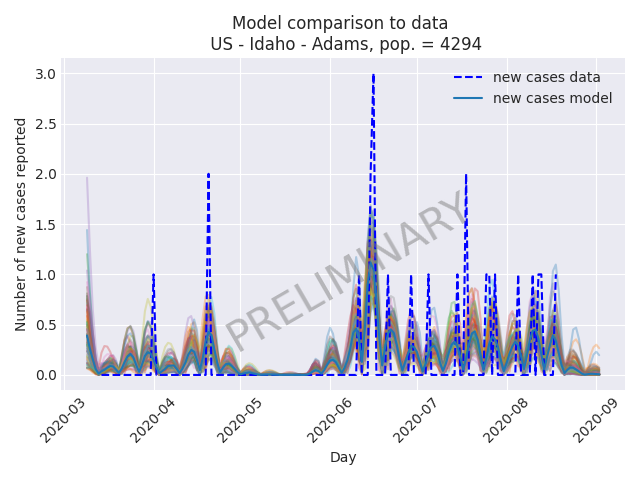 Model comparison to data
US - Idaho - Adams, pop. = 4294
3.0
2.5
2.0
1.5
1.0
0.5
0.0
Number of new cases reported
new cases data
new cases model
PRELIMINARY
2020-03
2020-04
2020-05
2020-06
2020-07
2020-08
2020-09
Day